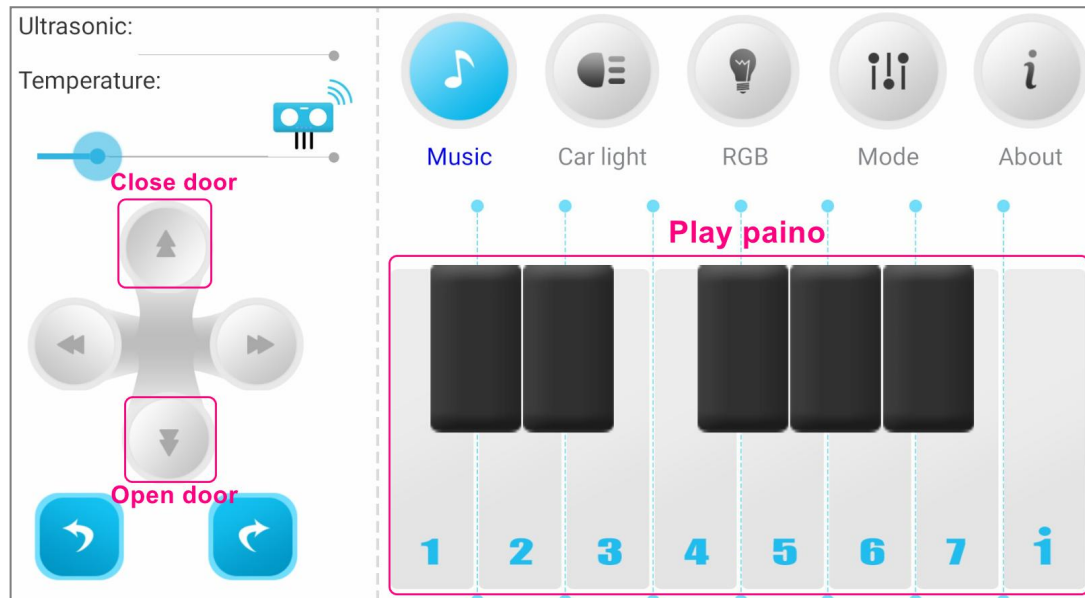 Ultrasonic:
Temperature:
Close door
Open door
Music
Car light
RGB
Mode
About
Play paino
1 2 3 4 5 6 7 i